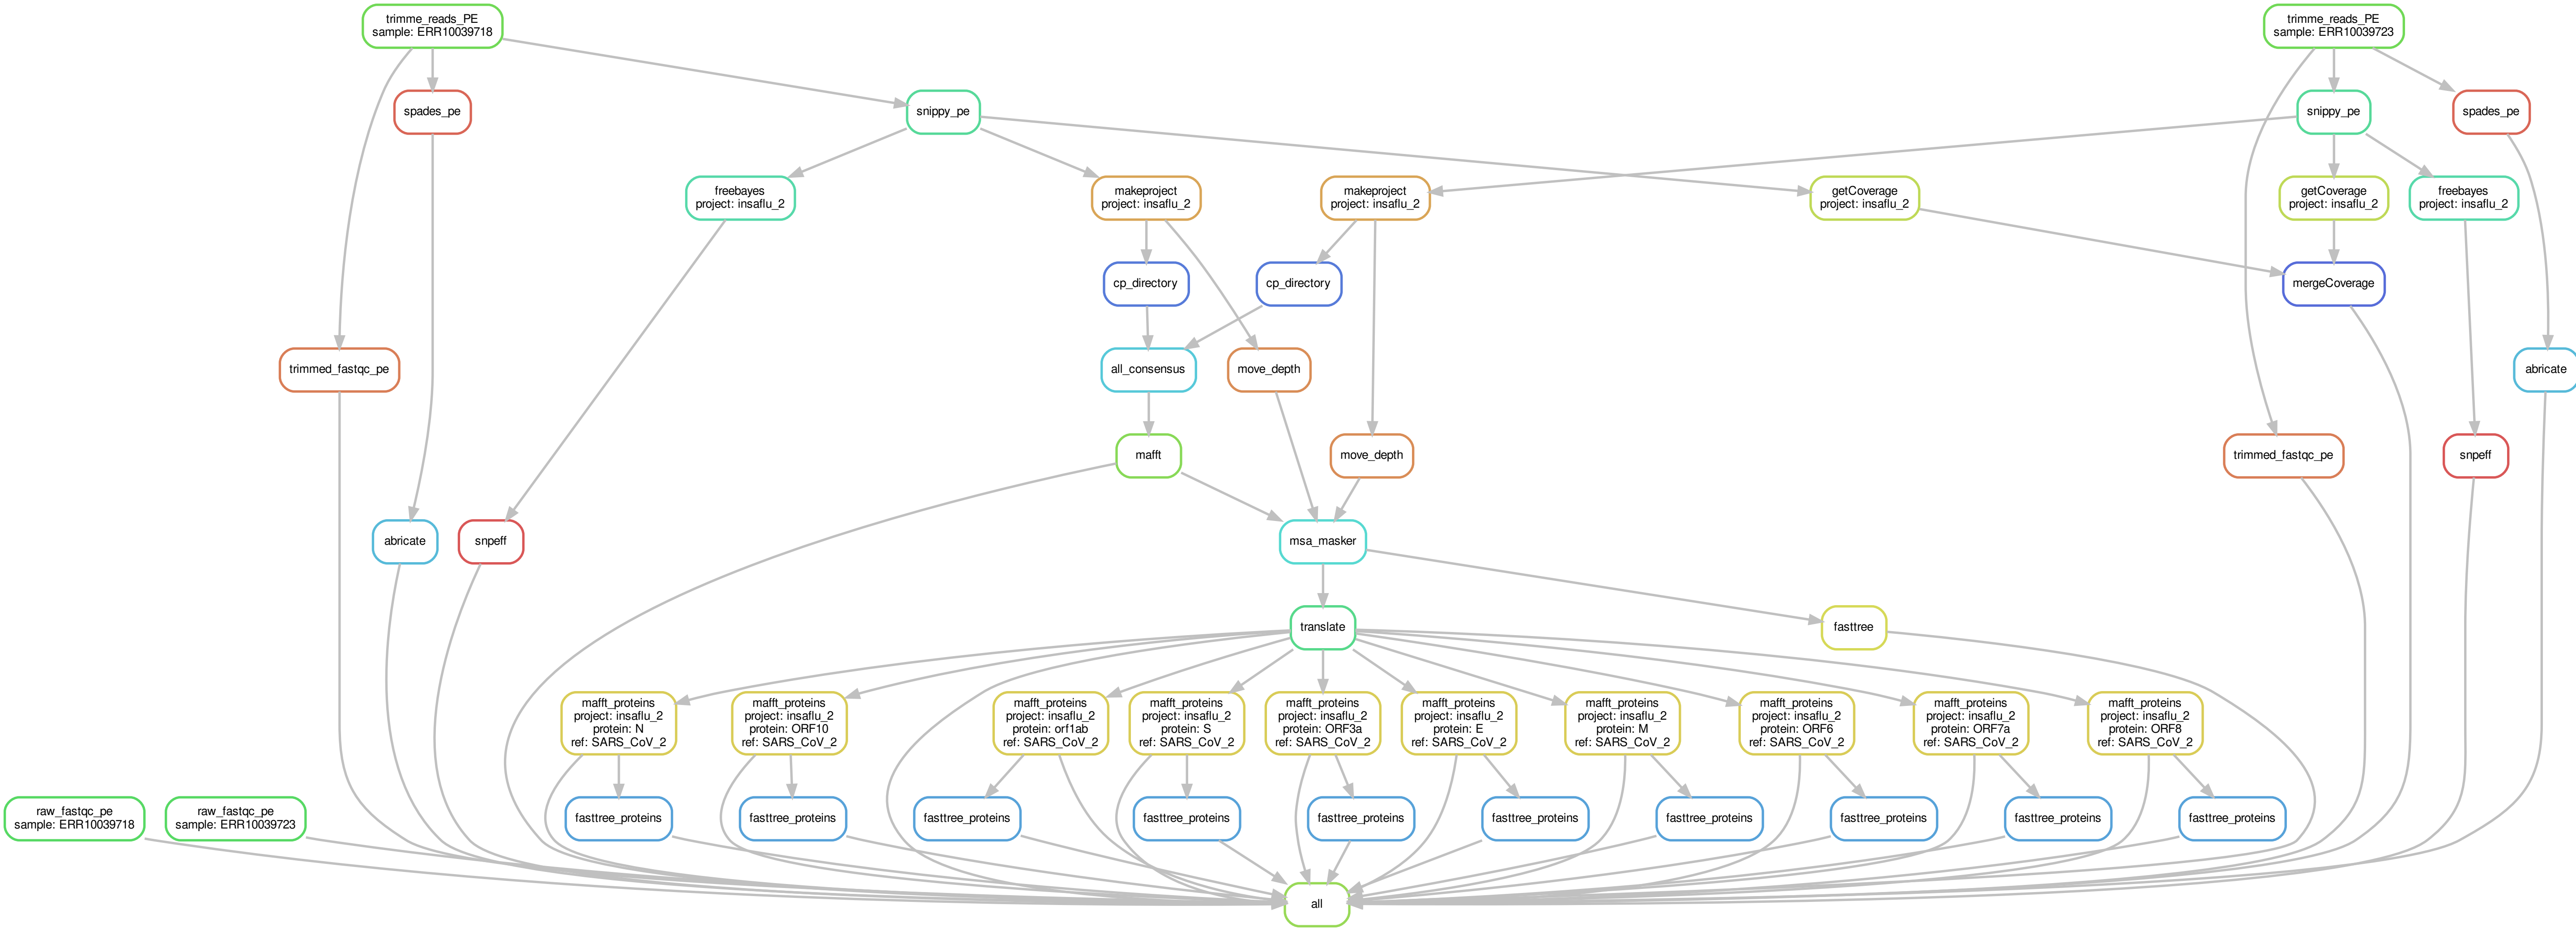 trimme_reads_PE
sample: ERR10039718
trimme_reads_PE
sample: ERR10039723
spades_pe
snippy_pe
snippy_pe
spades_pe
freebayes
project: insaflu_2
makeproject
project: insaflu_2
makeproject
project: insaflu_2
getCoverage
project: insaflu_2
getCoverage
project: insaflu_2
freebayes
project: insaflu_2
cp_directory
cp_directory
mergeCoverage
trimmed_fastqc_pe
all_consensus
move_depth
abricate
mafft
move_depth
trimmed_fastqc_pe
snpeff
abricate
snpeff
msa_masker
translate
fasttree
mafft_proteins
project: insaflu_2
protein: N
ref: SARS_CoV_2
mafft_proteins
project: insaflu_2
protein: ORF10
ref: SARS_CoV_2
mafft_proteins
project: insaflu_2
protein: orf1ab
ref: SARS_CoV_2
mafft_proteins
project: insaflu_2
protein: S
ref: SARS_CoV_2
mafft_proteins
project: insaflu_2
protein: ORF3a
ref: SARS_CoV_2
mafft_proteins
project: insaflu_2
protein: E
ref: SARS_CoV_2
mafft_proteins
project: insaflu_2
protein: M
ref: SARS_CoV_2
mafft_proteins
project: insaflu_2
protein: ORF6
ref: SARS_CoV_2
mafft_proteins
project: insaflu_2
protein: ORF7a
ref: SARS_CoV_2
mafft_proteins
project: insaflu_2
protein: ORF8
ref: SARS_CoV_2
raw_fastqc_pe
sample: ERR10039718
raw_fastqc_pe
sample: ERR10039723
fasttree_proteins
fasttree_proteins
fasttree_proteins
fasttree_proteins
fasttree_proteins
fasttree_proteins
fasttree_proteins
fasttree_proteins
fasttree_proteins
fasttree_proteins
all